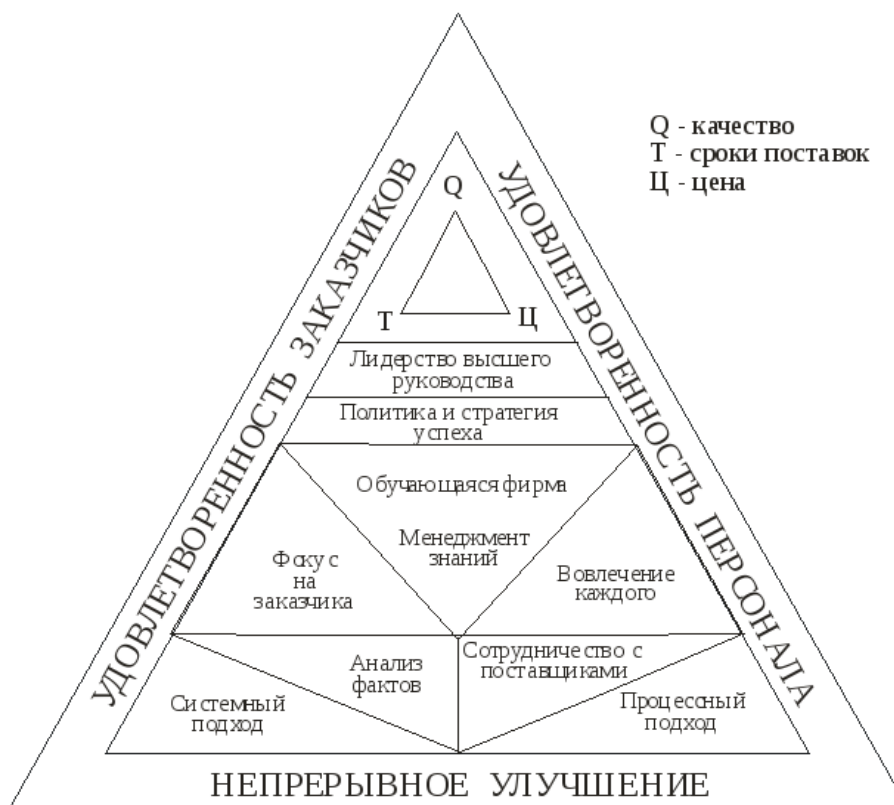 Q - качество
Т - сроки поставок
Ц - цена
УДОВЛЕТВОРЕННОСТЬ ЗАКАЗЧИКОВ
УДОВЛЕТВОРЕННОСТЬ ПЕРСОНАЛА
Q
Т
Ц
Лидерство высшего
руководства
Политика и стратегия
успеха
Обучающаяся фирма
Менеджмент
знаний
Фокус
на
заказчика
Вовлечение
каждого
Анализ
фактов
Сотрудничество с
поставщиками
Системный
подход
Процессный
подход
НЕПРЕРЫВНОЕ УЛУЧШЕНИЕ